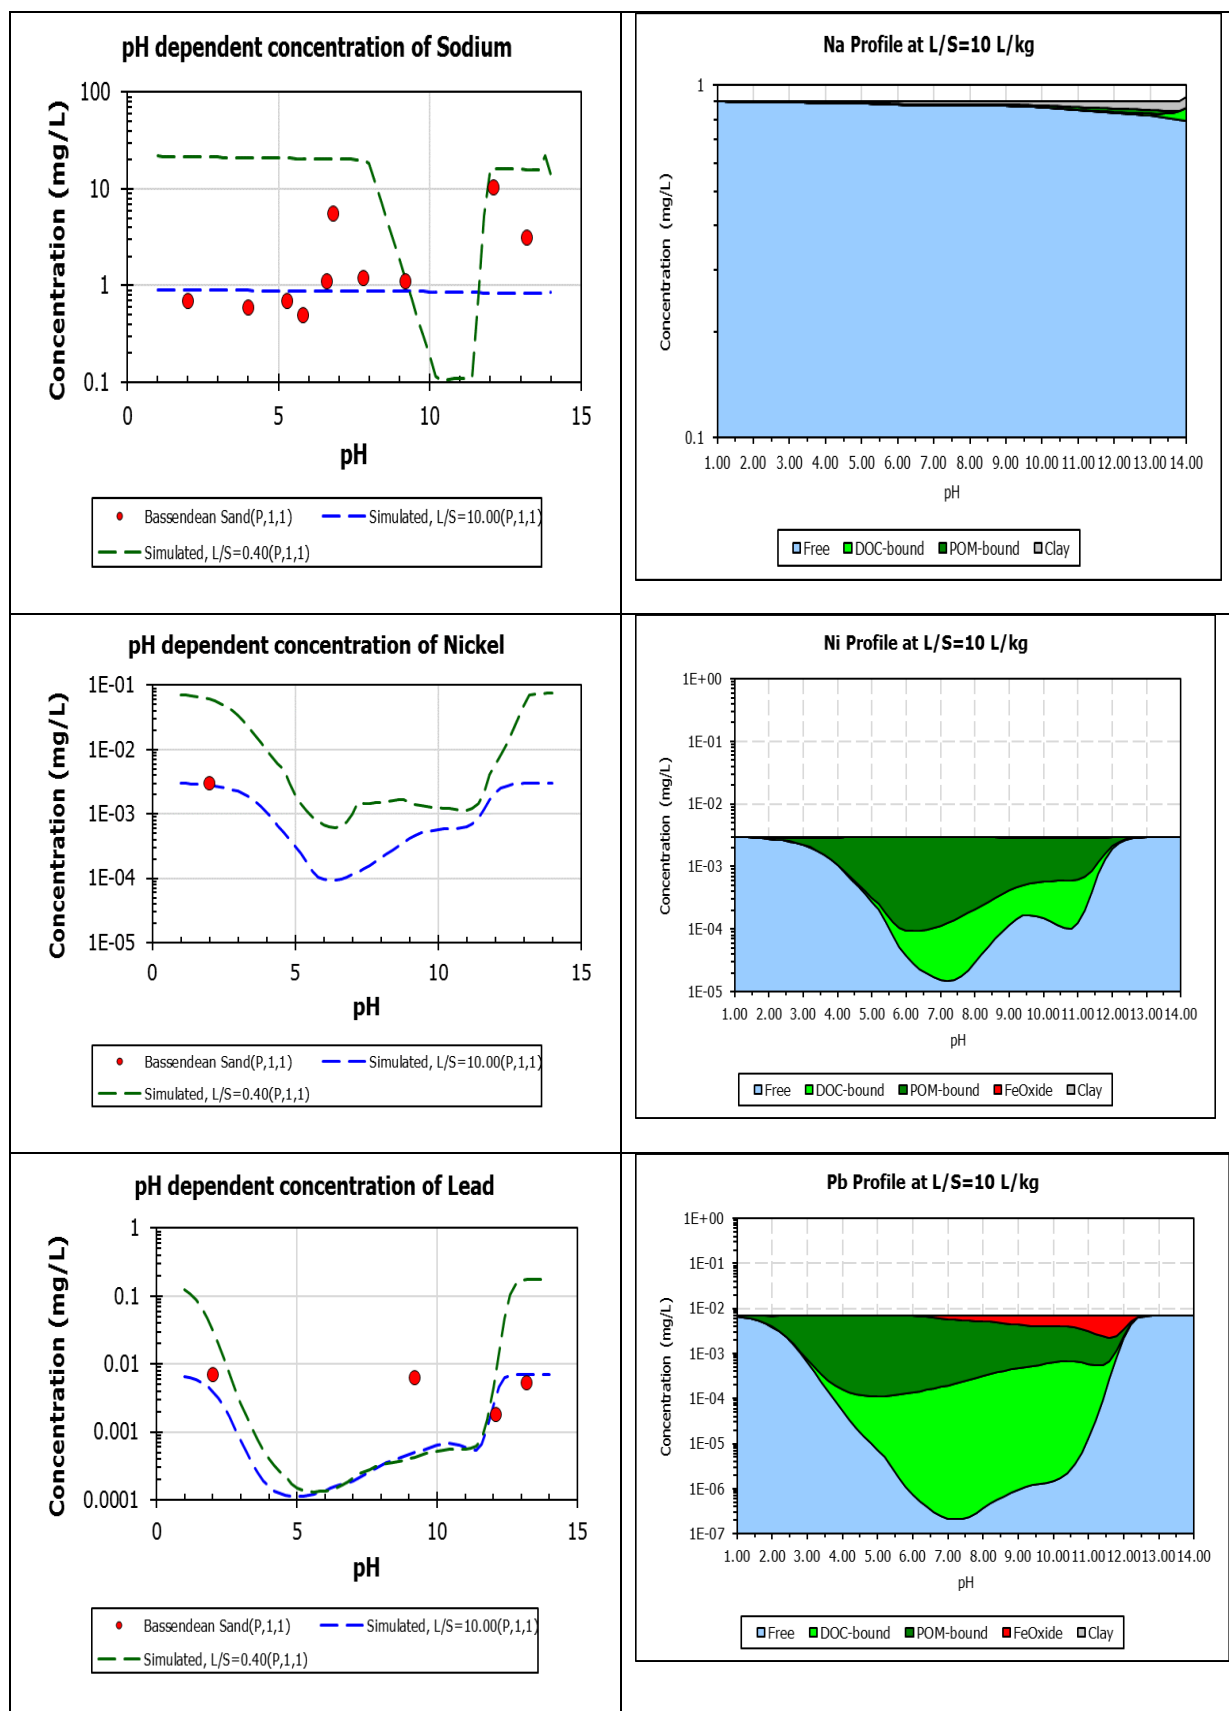 pH dependent concentration of Sodium
Concentration (mg/L)
100
10
1
0.1
0 5 10 15
pH
Bassendean Sand(P,1,1) Simulated, L/S=10.00(P,1,1)
Simulated, L/S=0.40(P,1,1)
Na Profile at L/S=10 L/kg
Concentration (mg/L)
1
0.1
1.00 2.00 3.00 4.00 5.00 6.00 7.00 8.00 9.00 10.00 11.00 12.00 13.00 14.00
pH
Free DOC-bound POM-bound Clay
pH dependent concentration of Nickel
Concentration (mg/L)
1E-01
1E-02
1E-03
1E-04
1E-05
0 5 10 15
pH
Bassendean Sand(P,1,1) Simulated, L/S=10.00(P,1,1)
Simulated, L/S=0.40(P,1,1)
Ni Profile at L/S=10 L/kg
Concentration (mg/L)
1E+00
1E-01
1E-02
1E-03
1E-04
1E-05
1.00 2.00 3.00 4.00 5.00 6.00 7.00 8.00 9.00 10.00 11.00 12.00 13.00 14.00
pH
Free DOC-bound POM-bound FeOxide Clay
pH dependent concentration of Lead
Concentration (mg/L)
1
0.1
0.01
0.001
0.0001
0 5 10 15
pH
Bassendean Sand(P,1,1) Simulated, L/S=10.00(P,1,1)
Simulated, L/S=0.40(P,1,1)
Pb Profile at L/S=10 L/kg
Concentration (mg/L)
1E+00
1E-01
1E-02
1E-03
1E-04
1E-05
1E-06
1E-07
1.00 2.00 3.00 4.00 5.00 6.00 7.00 8.00 9.00 10.00 11.00 12.00 13.00 14.00
pH
Free DOC-bound POM-bound FeOxide Clay